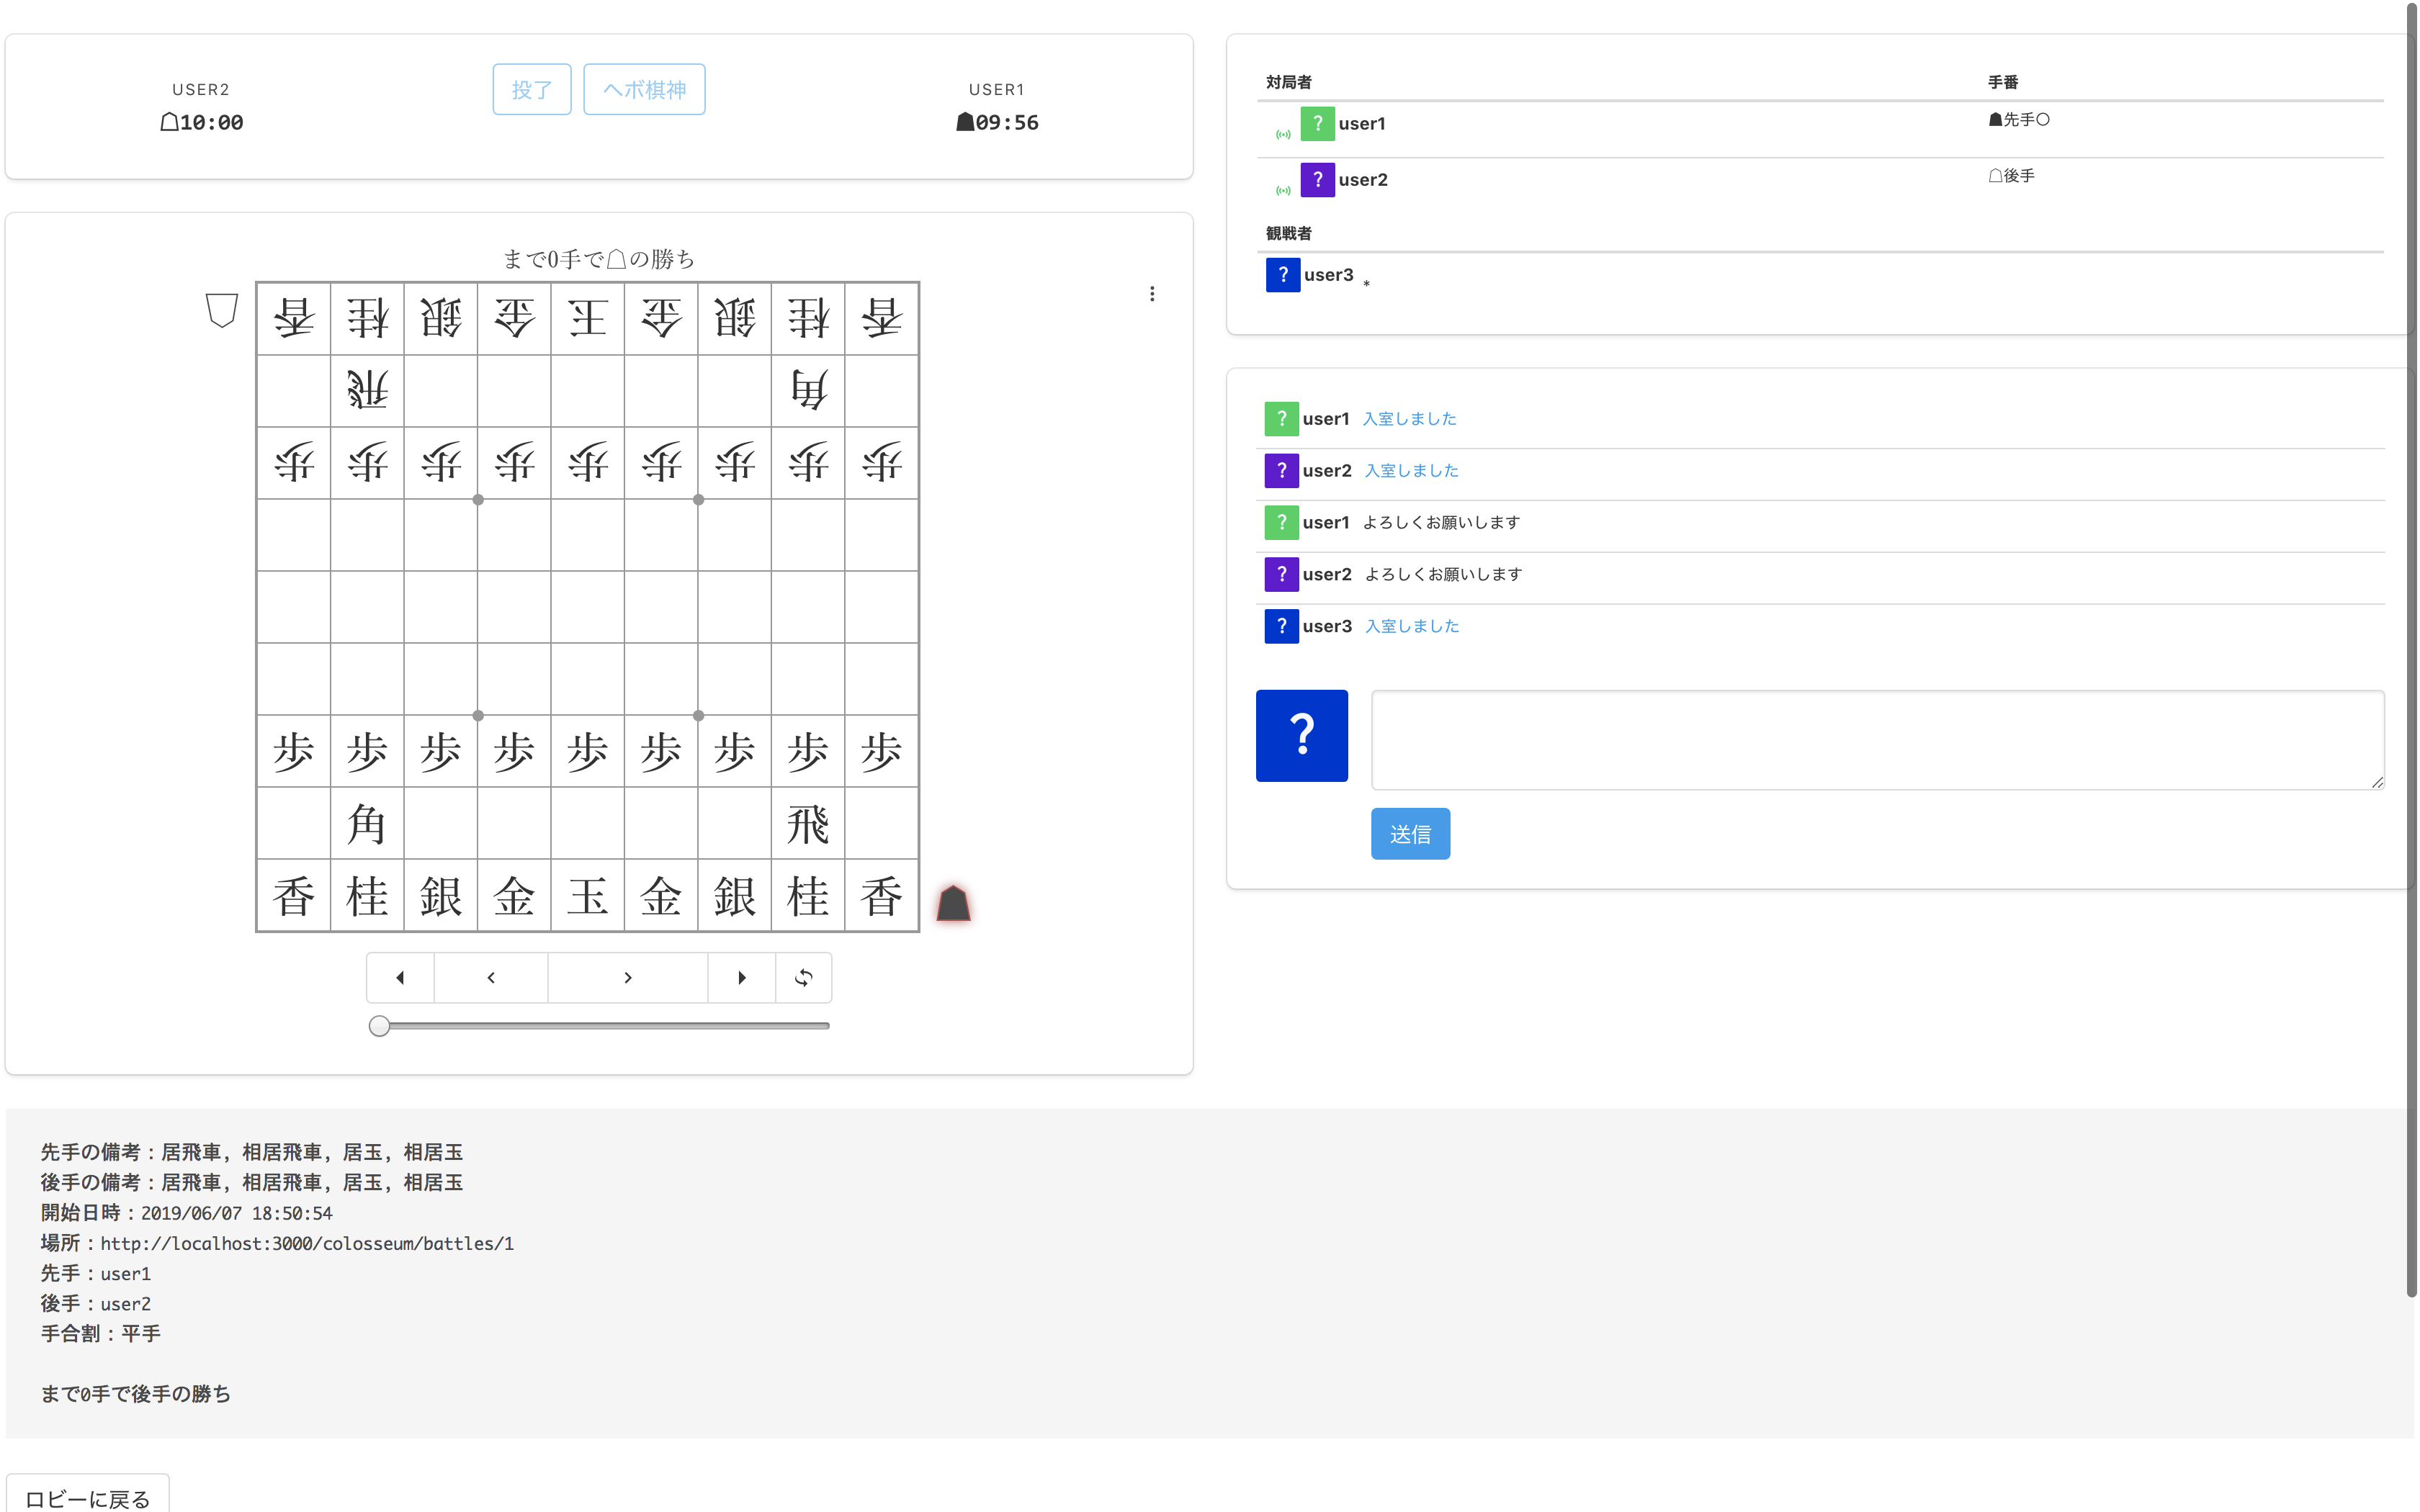 USER2
☖10:00
投了
ヘボ棋神
USER1
☗09:56
まで0手で☖の勝ち
香桂銀金王金銀桂香
飛角
歩歩歩歩歩歩歩歩歩
歩歩歩歩歩歩歩歩歩
角飛
香桂銀金玉金銀桂香
先手の備考：居飛車, 相居飛車, 居玉, 相居玉
後手の備考：居飛車, 相居飛車, 居玉, 相居玉
開始日時：2019/06/07 18:50:54
場所：http://localhost:3000/colosseum/battles/1
先手：user1
後手：user2
手合割：平手
まで0手で後手の勝ち
ロビーに戻る
対局者 手番
? user1 ☗先手○
? user2 ☖後手
観戦者
? user3 *
? user1 入室しました
? user2 入室しました
? user1 よろしくお願いします
? user2 よろしくお願いします
? user3 入室しました
?
送信